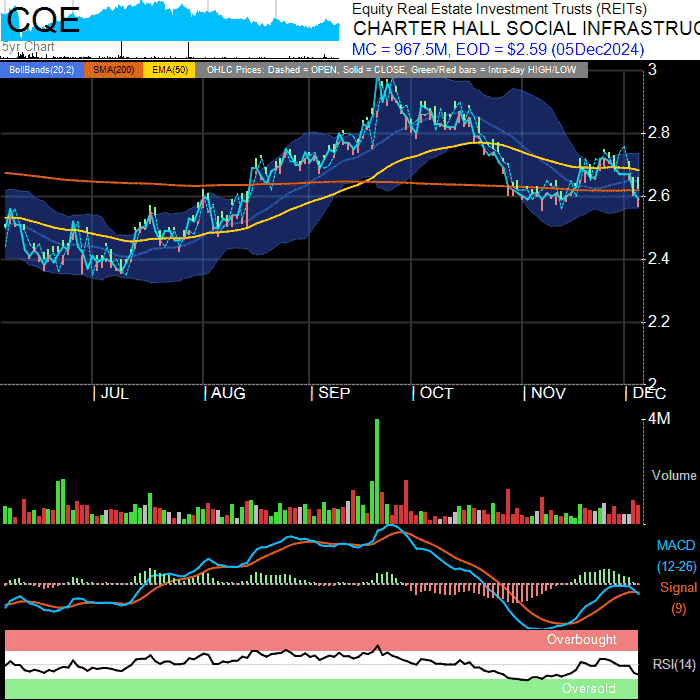 CQE
5yr Chart
Equity Real Estate Investment Trusts (REITs)
CHARTER HALL SOCIAL INFRASTRUC
MC = 967.5M, EOD = $2.59 (05Dec2024)
BollBands(20,2) SMA(200) EMA(50) OHLC Prices: Dashed = OPEN, Solid = CLOSE, Green/Red bars = Intra-day HIGH/LOW
3
2.8
2.6
2.4
2.2
2
| JUL | AUG | SEP | OCT | NOV | DEC
4M
Volume
MACD
(12-26)
Signal
(9)
Overbought
RSI(14)
Oversold